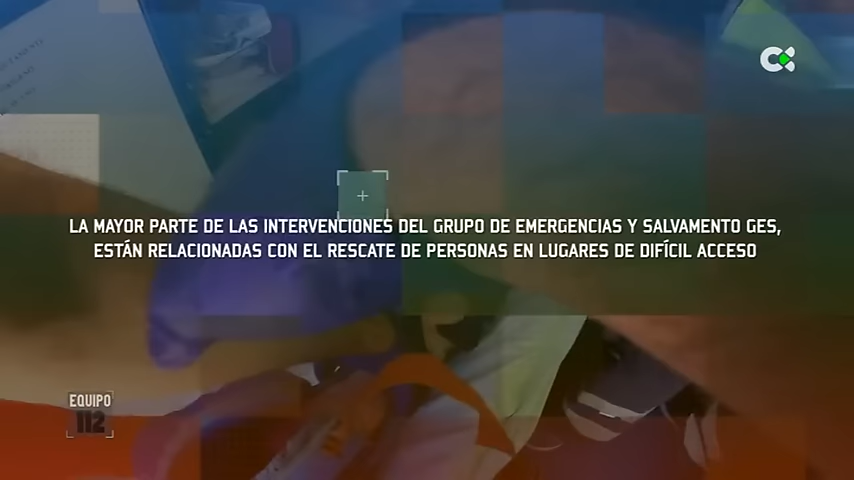 LA MAYOR PARTE DE LAS INTERVENCIONES DEL GRUPO DE EMERGENCIAS Y SALVAMENTO GES,
ESTÁN RELACIONADAS CON EL RESCATE DE PERSONAS EN LUGARES DE DIFÍCIL ACCESO
EQUIPO
112